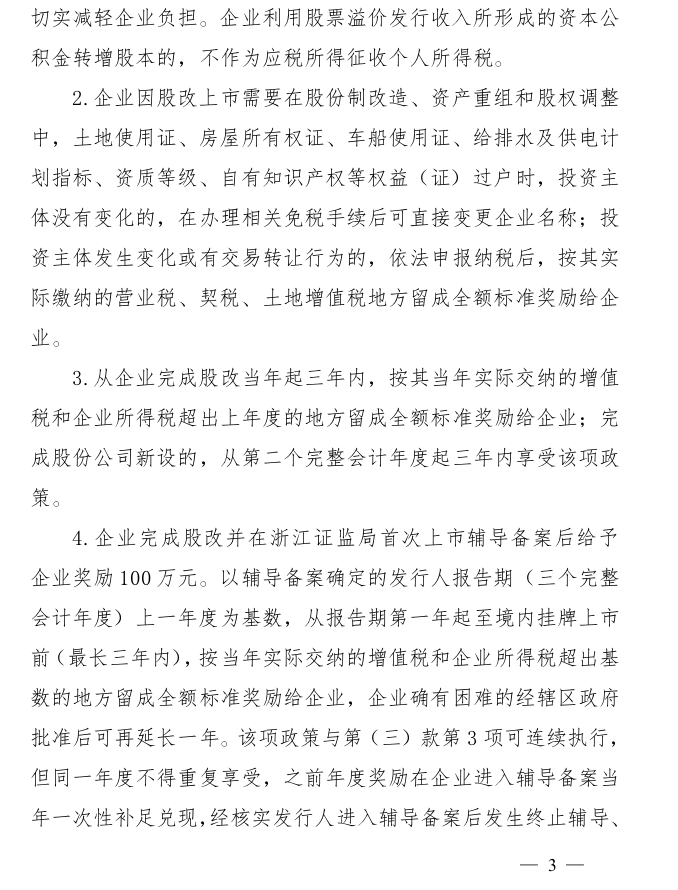 切实减轻企业负担。企业利用股票溢价发行收入所形成的资本公
积金转增股本的，不作为应税所得征收个人所得税。
2.企业因股改上市需要在股份制改造、资产重组和股权调整
中，土地使用证、房屋所有权证、车船使用证、给排水及供电计
划指标、资质等级、自有知识产权等权益（证）过户时，投资主
体没有变化的，在办理相关免税手续后可直接变更企业名称；投
资主体发生变化或有交易转让行为的，依法申报纳税后，按其实
际缴纳的营业税、契税、土地增值税地方留成全额标准奖励给企
业。
3.从企业完成股改当年起三年内，按其当年实际交纳的增值
税和企业所得税超出上年度的地方留成全额标准奖励给企业；完
成股份公司新设的，从第二个完整会计年度起三年内享受该项政
策。
4.企业完成股改并在浙江证监局首次上市辅导备案后给予
企业奖励 100 万元。以辅导备案确定的发行人报告期（三个完整
会计年度）上一年度为基数，从报告期第一年起至境内挂牌上市
前（最长三年内），按当年实际交纳的增值税和企业所得税超出基
数的地方留成全额标准奖励给企业，企业确有困难的经辖区政府
批准后可再延长一年。该项政策与第（三）款第 3 项可连续执行，
但同一年度不得重复享受，之前年度奖励在企业进入辅导备案当
年一次性补足兑现，经核实发行人进入辅导备案后发生终止辅导、
— 3 —